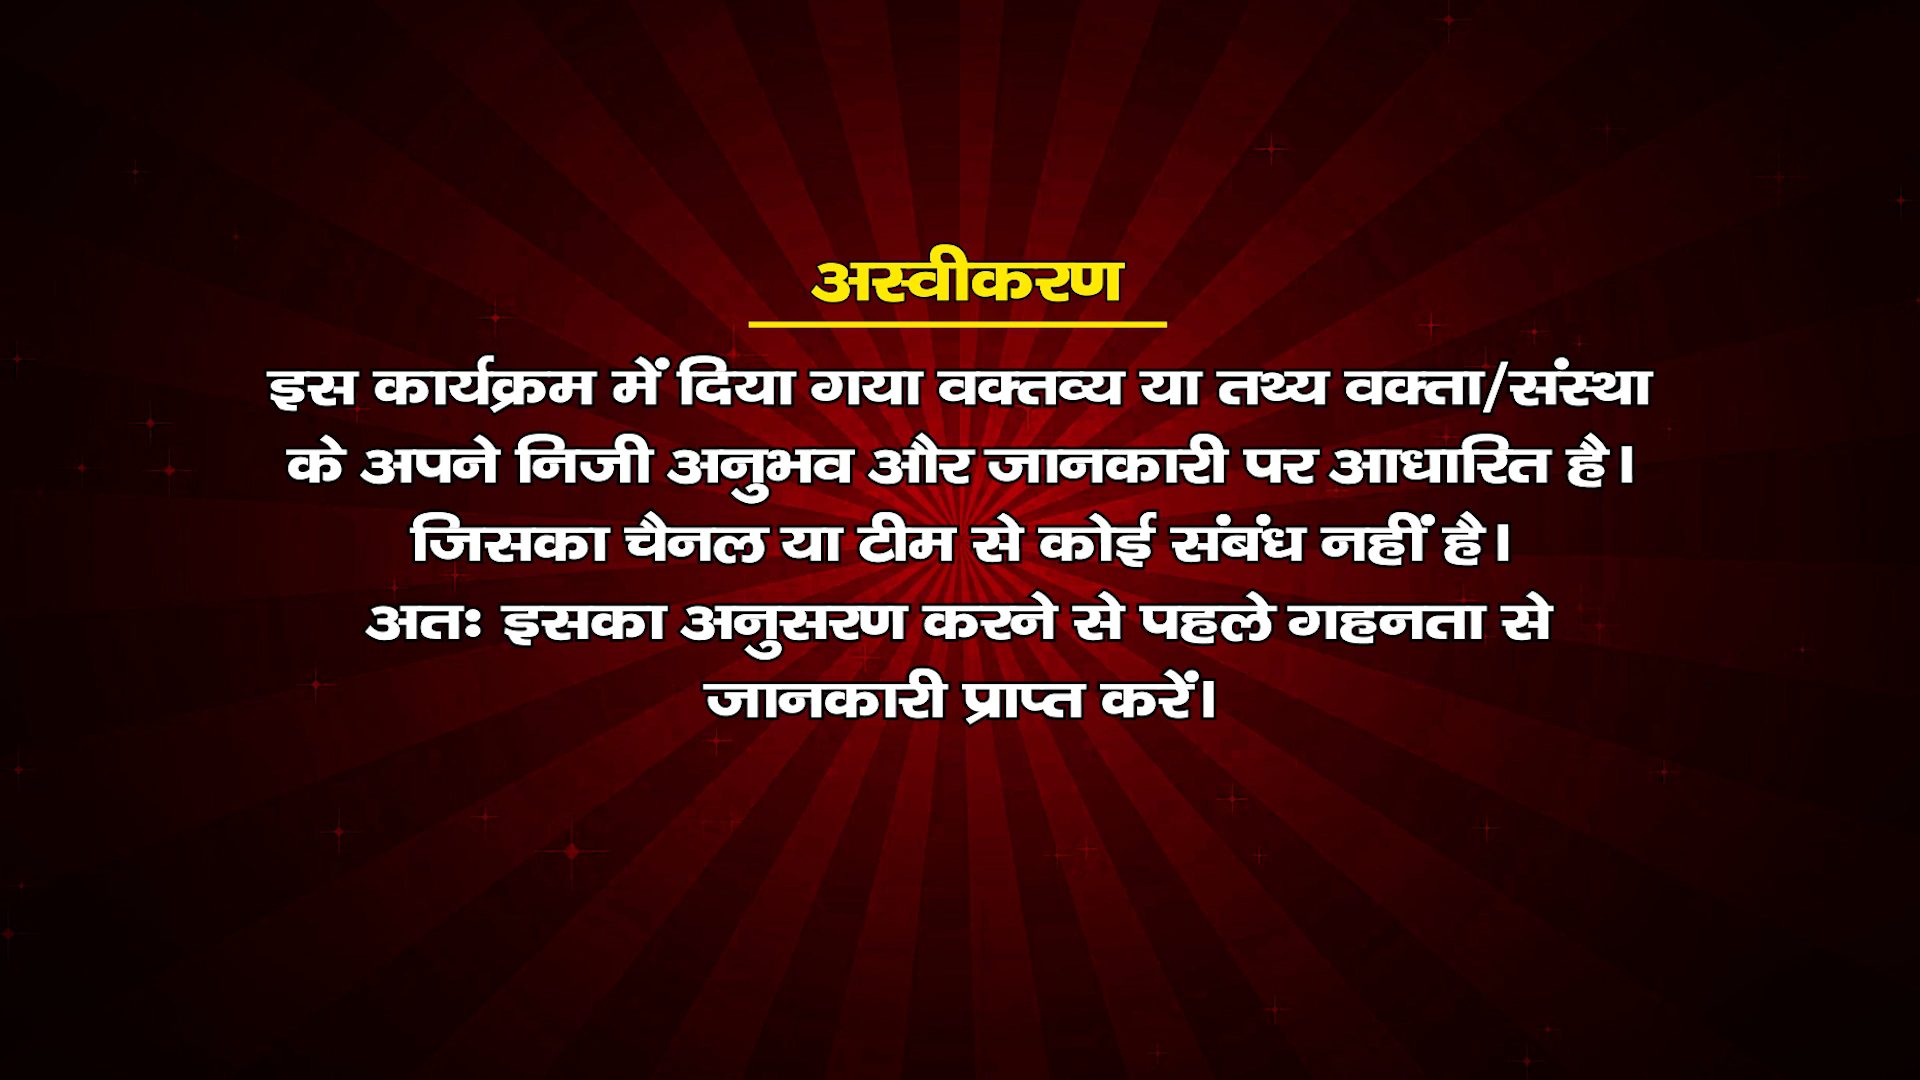 अस्वीकरण
इस कार्यक्रम में दिया गया वक्तव्य या तथ्य वक्ता/संस्था
के अपने निजी अनुभव और जानकारी पर आधारित है।
जिसका चैनल या टीम से कोई संबंध नहीं है।
अतः इसका अनुसरण करने से पहले गहनता से
जानकारी प्राप्त करें।